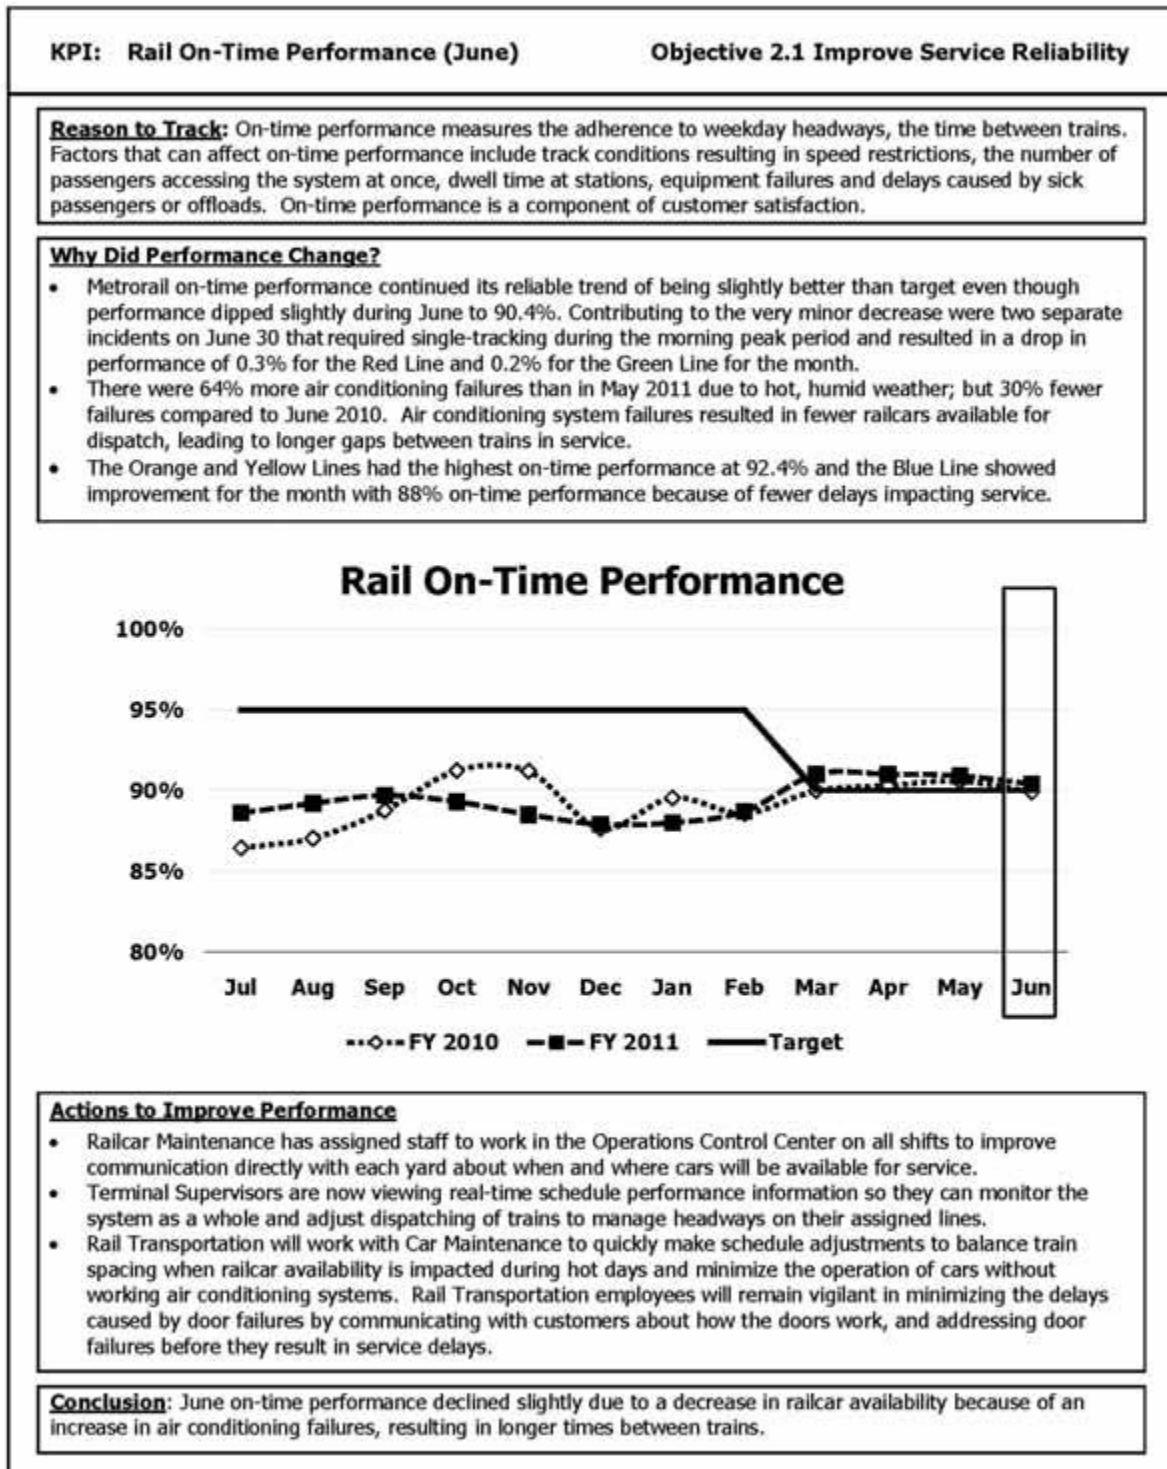 KPI: Rail On-Time Performance (June) Objective 2.1 Improve Service Reliability
Reason to Track: On-time performance measures the adherence to weekday headways, the time between trains.
Factors that can affect on-time performance include track conditions resulting in speed restrictions, the number of
passengers accessing the system at once, dwell time at stations, equipment failures and delays caused by sick
passengers or offloads. On-time performance is a component of customer satisfaction.
Why Did Performance Change?
• Metrorail on-time performance continued its reliable trend of being slightly better than target even though
performance dipped slightly during June to 90.4%. Contributing to the very minor decrease were two separate
incidents on June 30 that required single-tracking during the morning peak period and resulted in a drop in
performance of 0.3% for the Red Line and 0.2% for the Green Line for the month.
• There were 64% more air conditioning failures than in May 2011 due to hot, humid weather; but 30% fewer
failures compared to June 2010. Air conditioning system failures resulted in fewer railcars available for
dispatch, leading to longer gaps between trains in service.
• The Orange and Yellow Lines had the highest on-time performance at 92.4% and the Blue Line showed
improvement for the month with 88% on-time performance because of fewer delays impacting service.
Rail On-Time Performance
100%
95%
90%
85%
80%
Jul Aug Sep Oct Nov Dec Jan Feb Mar Apr May Jun
FY 2010 FY 2011 Target
Actions to Improve Performance
• Railcar Maintenance has assigned staff to work in the Operations Control Center on all shifts to improve
communication directly with each yard about when and where cars will be available for service.
• Terminal Supervisors are now viewing real-time schedule performance information so they can monitor the
system as a whole and adjust dispatching of trains to manage headways on their assigned lines.
• Rail Transportation will work with Car Maintenance to quickly make schedule adjustments to balance train
spacing when railcar availability is impacted during hot days and minimize the operation of cars without
working air conditioning systems. Rail Transportation employees will remain vigilant in minimizing the delays
caused by door failures by communicating with customers about how the doors work, and addressing door
failures before they result in service delays.
Conclusion: June on-time performance declined slightly due to a decrease in railcar availability because of an
increase in air conditioning failures, resulting in longer times between trains.